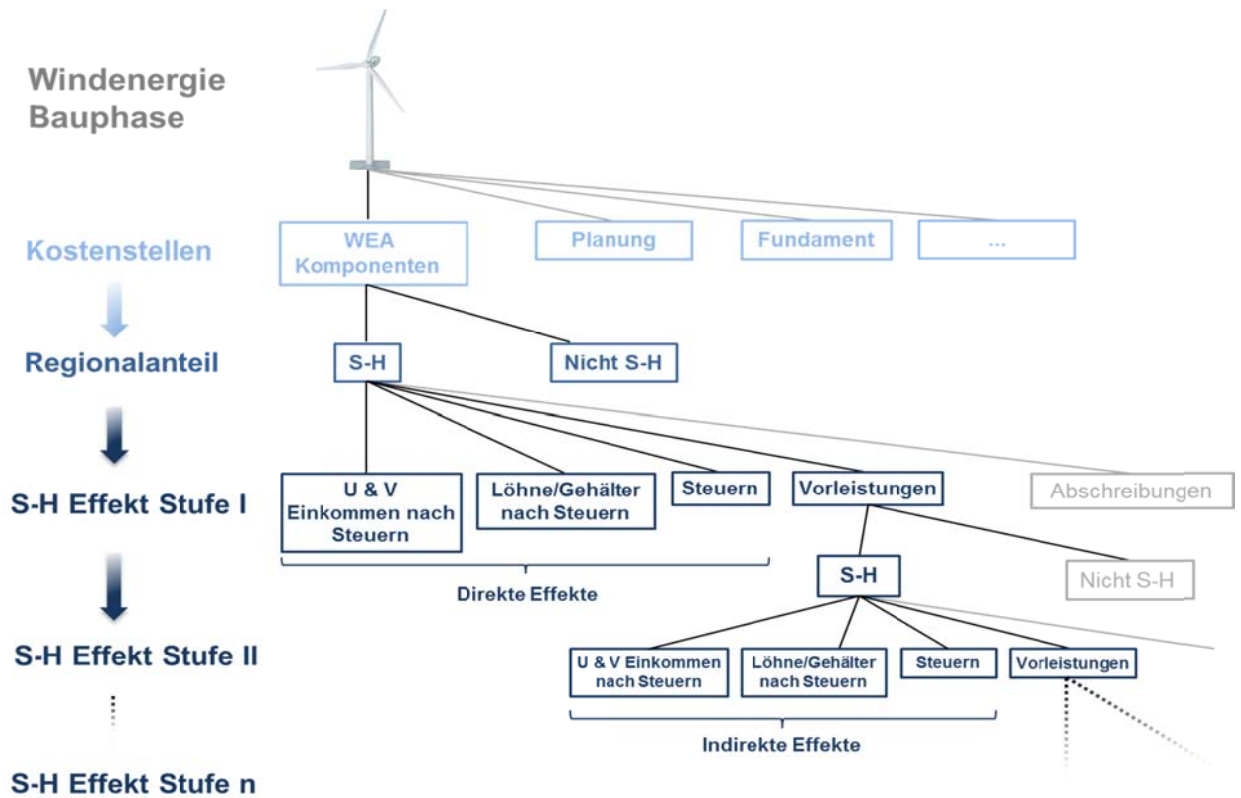 Windenergie
Bauphase
Kostenstellen
WEA
Komponenten
Planung
Fundament
...
Regionalanteil
S-H
Nicht S-H
S-H Effekt Stufe I
U & V
Einkommen nach
Steuern
Löhne/Gehälter
nach Steuern
Steuern
Vorleistungen
Abschreibungen
Direkte Effekte
S-H
Nicht S-H
S-H Effekt Stufe II
U & V Einkommen
nach Steuern
Löhne/Gehälter
nach Steuern
Steuern
Vorleistungen
Indirekte Effekte
S-H Effekt Stufe n